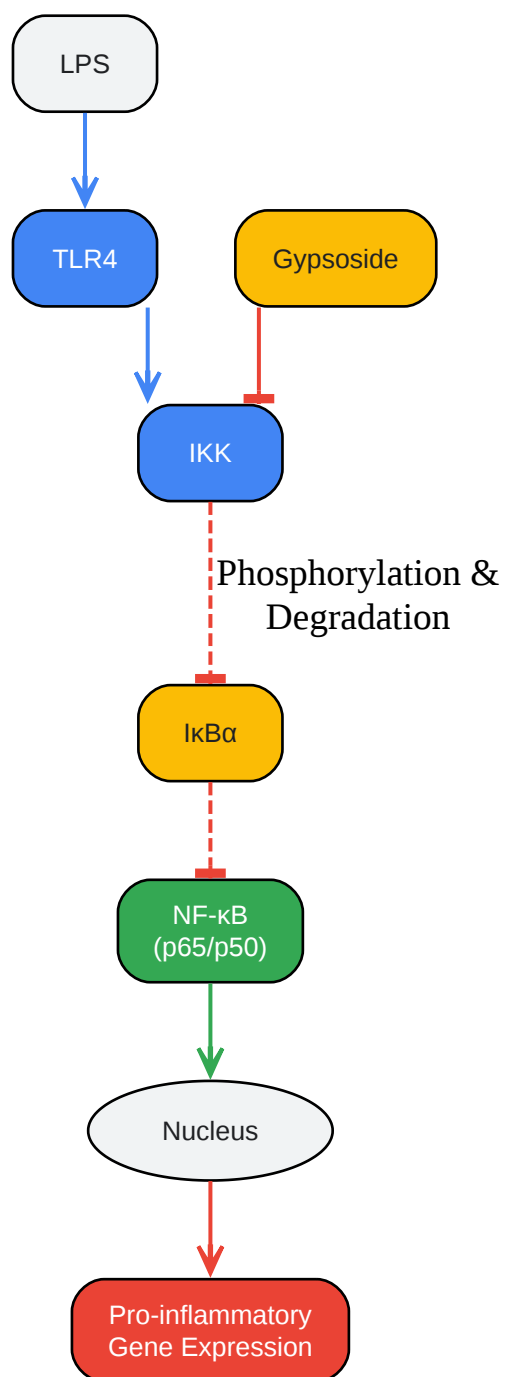 LPS
TLR4
Gypsoside
IKK
Phosphorylation &
Degradation
IκBα
NF-κB
(p65/p50)
Nucleus
Pro-inflammatory
Gene Expression